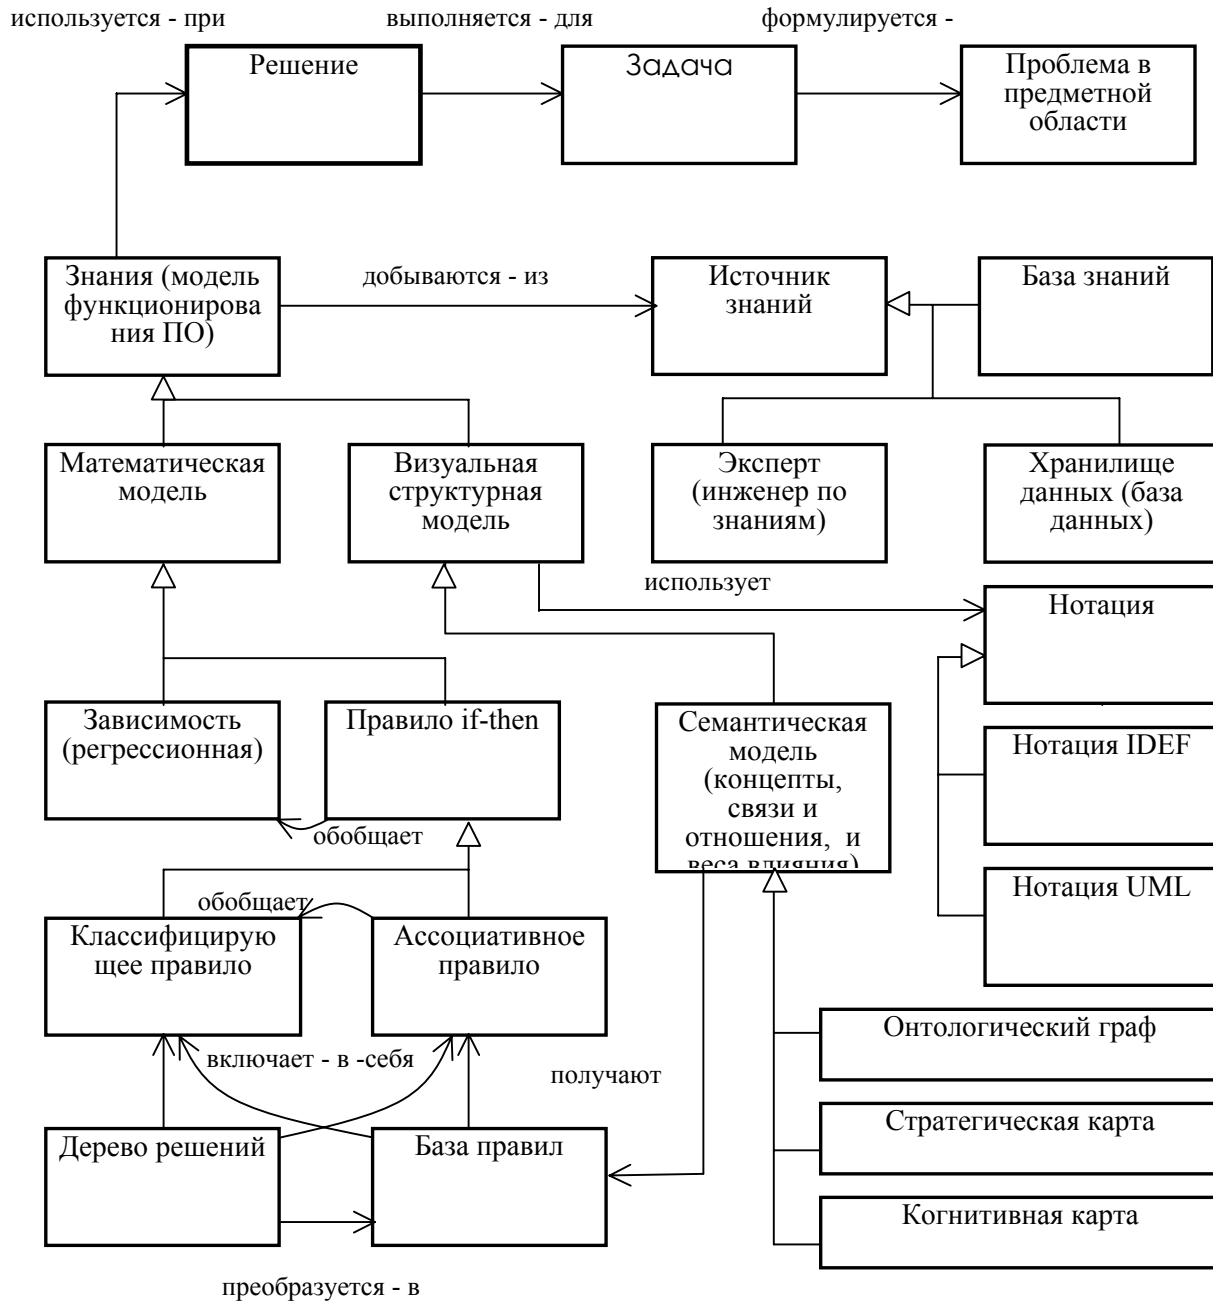 используется - при
выполняется - для
формулируется -
Решение
Задача
Проблема в
предметной
области
Знания (модель
функционирова
ния ПО)
добываются - из
Источник
знаний
База знаний
Математическая
модель
Визуальная
структурная
модель
Эксперт
(инженер по
знаниям)
Хранилище
данных (база
данных)
использует
Нотация
Зависимость
(регрессионная)
Правило if-then
Семантическая
модель
(концепты,
связи и
отношения, и
веса влияния)
Нотация IDEF
обобщает
Нотация UML
обобщает
Классифицирую
щее правило
Ассоциативное
правило
Онтологический граф
включает - в -себя
получают
Стратегическая карта
Дерево решений
База правил
Когнитивная карта
преобразуется - в